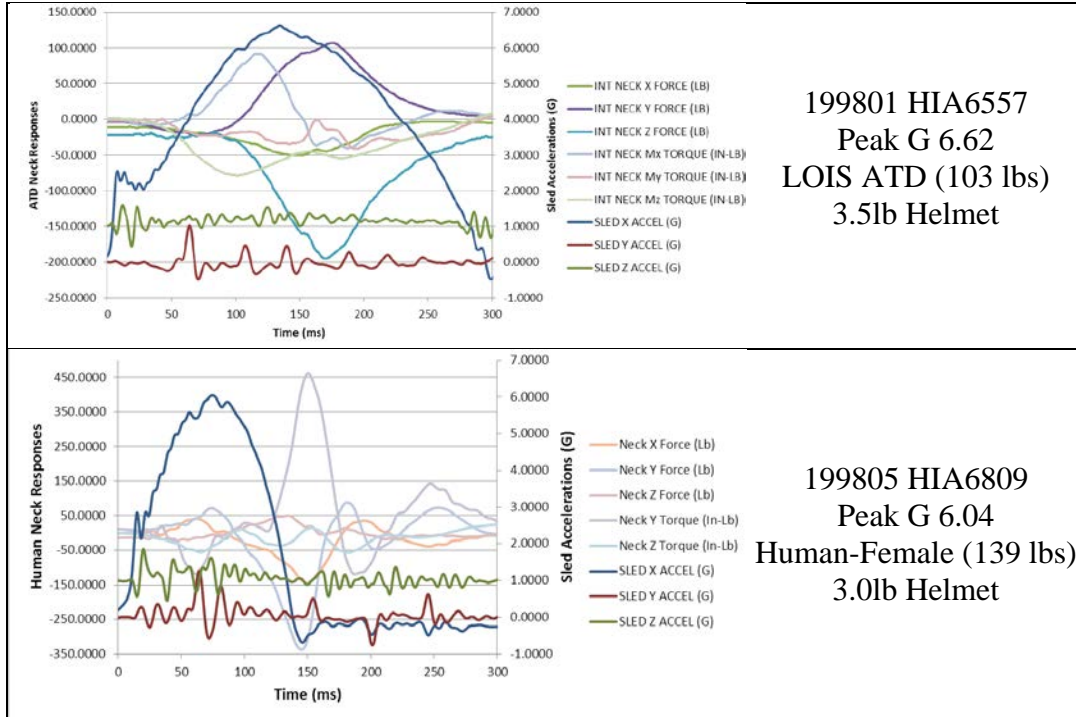 150.0000
100.0000
50.0000
0.0000
-50.0000
-100.0000
-150.0000
-200.0000
-250.0000
ATD Neck Responses
7.0000
6.0000
5.0000
4.0000
3.0000
2.0000
1.0000
0.0000
-1.0000
Sled Accelerations (G)
0 50 100 150 200 250 300
Time (ms)
INT NECK X FORCE (LB)
INT NECK Y FORCE (LB)
INT NECK Z FORCE (LB)
INT NECK Mx TORQUE (IN-LB)
INT NECK My TORQUE (IN-LB)
INT NECK Mz TORQUE (IN-LB)
SLED X ACCEL (G)
SLED Y ACCEL (G)
SLED Z ACCEL (G)
199801 HIA6557
Peak G 6.62
LOIS ATD (103 lbs)
3.5lb Helmet
450.0000
350.0000
250.0000
150.0000
50.0000
-50.0000
-150.0000
-250.0000
-350.0000
Human Neck Responses
7.0000
6.0000
5.0000
4.0000
3.0000
2.0000
1.0000
0.0000
-1.0000
Sled Accelerations (G)
0 50 100 150 200 250 300
Time (ms)
Neck X Force (Lb)
Neck Y Force (Lb)
Neck Z Force (Lb)
Neck Y Torque (In-Lb)
Neck Z Torque (In-Lb)
SLED X ACCEL (G)
SLED Y ACCEL (G)
SLED Z ACCEL (G)
199805 HIA6809
Peak G 6.04
Human-Female (139 lbs)
3.0lb Helmet